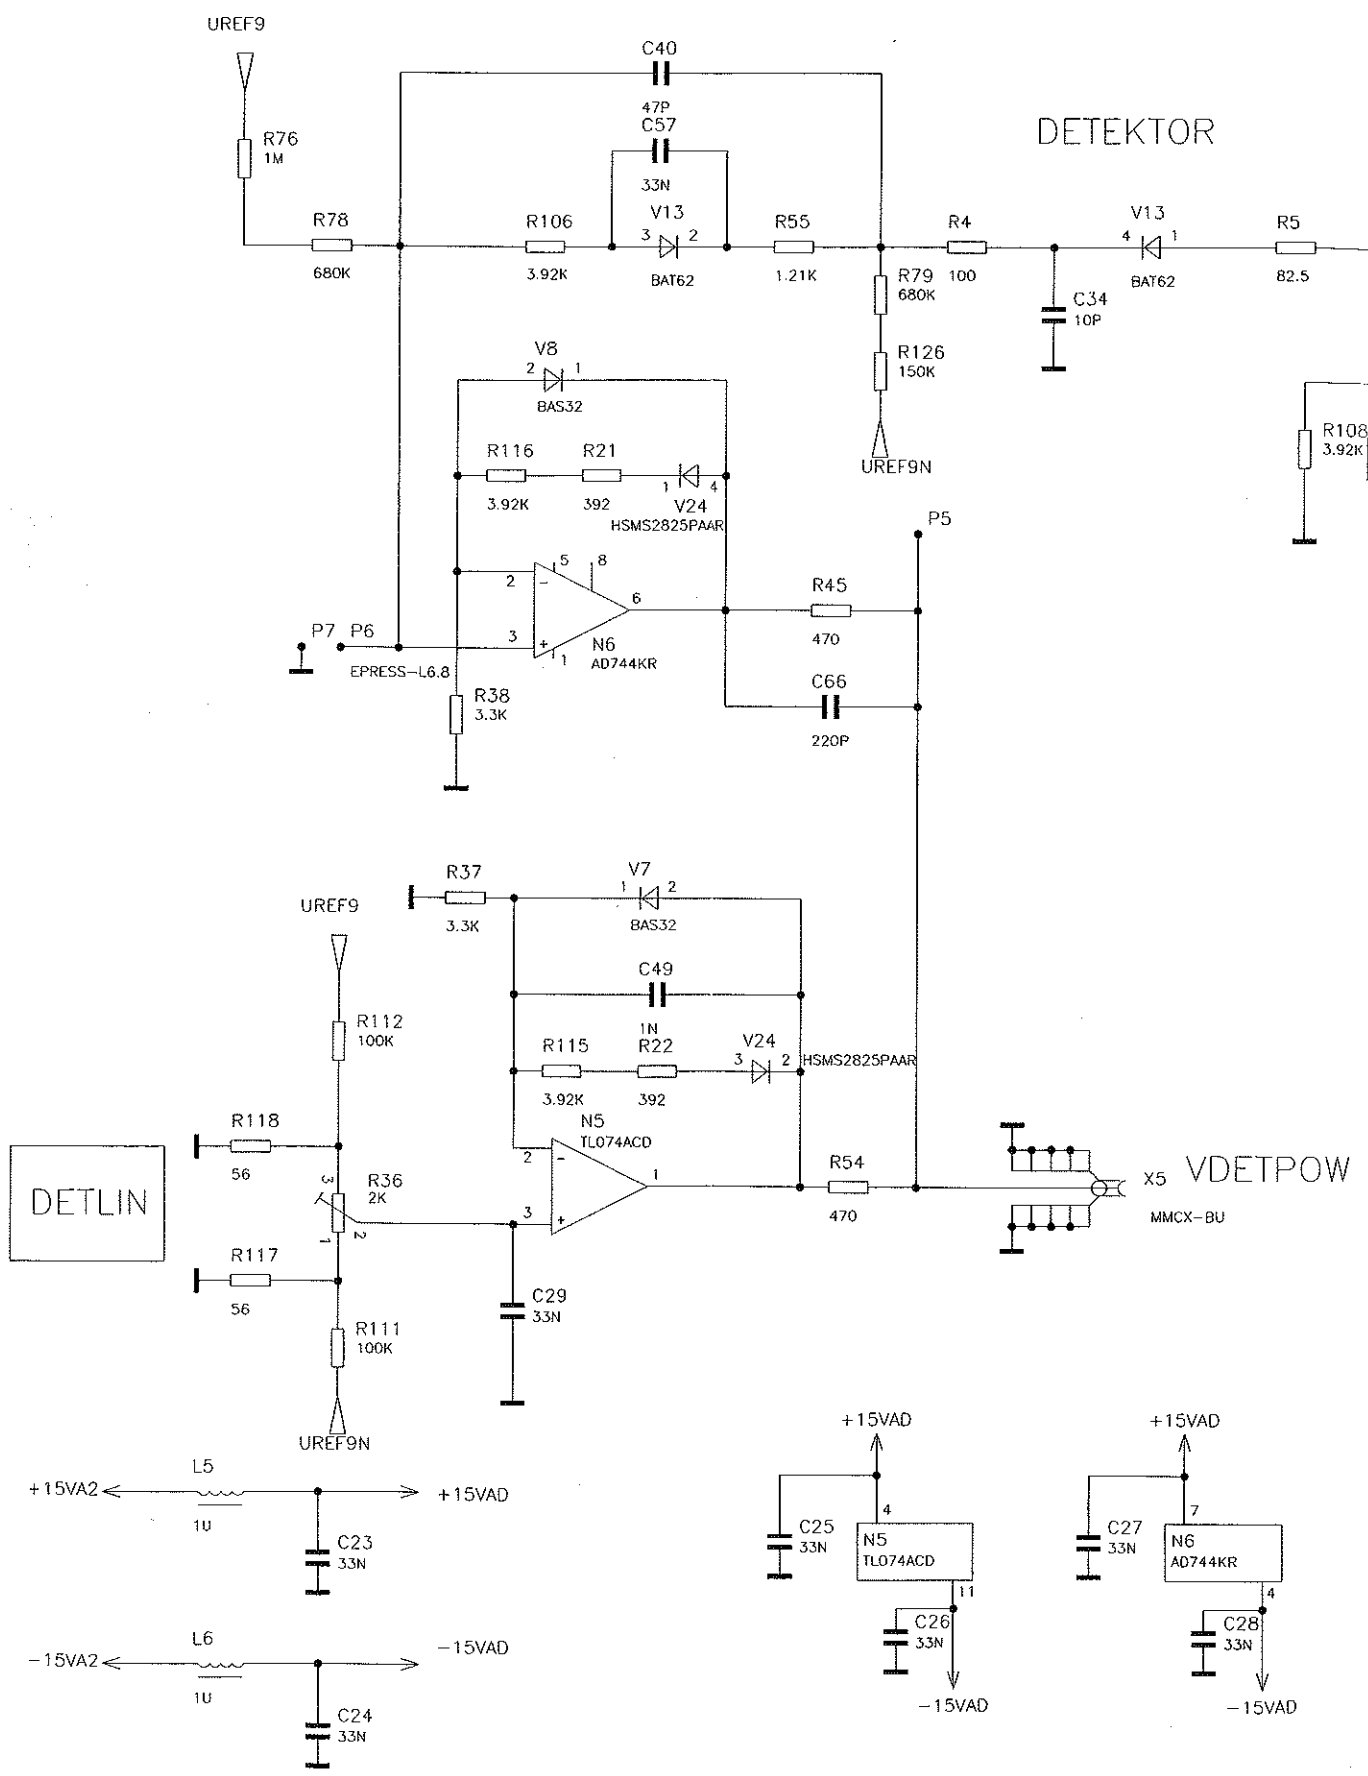 UREF9
C40
47P
C57
33N
DETEKTOR
R76
1M
R78
680K
R106
3.92K
V13
3 2
BAT62
R55
1.21K
R4
100
V13
4 1
BAT62
R5
82.5
R79
680K
C34
10P
R126
150K
UREF9N
V8
2 1
BAS32
R116
3.92K
R21
392
1 4
V24
HSMS2825PAAR
R108
3.92K
P5
5 8
2
-
6
3
+
1
N6
AD744KR
R45
470
P7 P6
EPRESS-L6.8
R38
3.3K
C66
220P
R37
3.3K
V7
1 2
BAS32
UREF9
C49
1N
R112
100K
R115
3.92K
R22
392
V24
3 2
HSMS2825PAAR
N5
TL074ACD
R118
56
DETLIN
3
R36
2K
1 2
2
-
1
3
+
R54
470
X5
VDETPOW
MMCX-BU
R117
56
C29
33N
R111
100K
UREF9N
+15VA2
L5
1U
+15VAD
C23
33N
-15VA2
L6
1U
-15VAD
C24
33N
+15VAD
4
C25
33N
N5
TL074ACD
11
C26
33N
-15VAD
+15VAD
7
C27
33N
N6
AD744KR
4
C28
33N
-15VAD